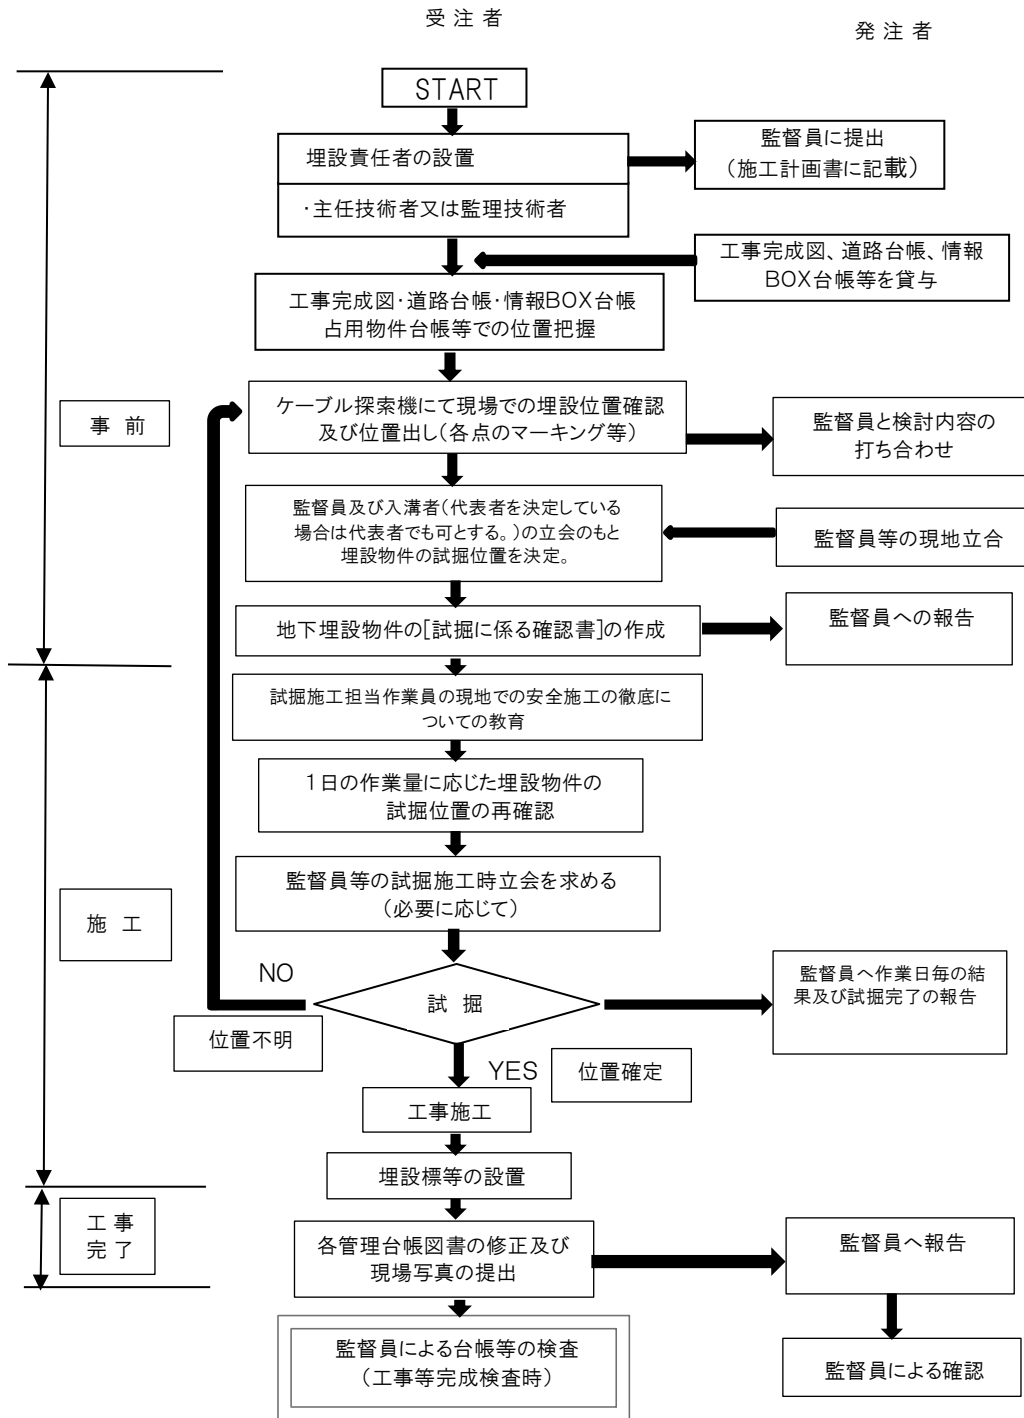 受 注 者
発 注 者
START
埋設責任者の設置
・主任技術者又は監理技術者
監督員に提出
（施工計画書に記載）
工事完成図、道路台帳、情報
BOX台帳等を貸与
工事完成図・道路台帳・情報BOX台帳
占用物件台帳等での位置把握
事 前
ケーブル探索機にて現場での埋設位置確認
及び位置出し（各点のマーキング等）
監督員と検討内容の
打ち合わせ
監督員及び入溝者（代表者を決定している
場合は代表者でも可とする。）の立会のもと
埋設物件の試掘位置を決定。
監督員等の現地立合
地下埋設物件の[試掘に係る確認書]の作成
監督員への報告
試掘施工担当作業員の現地での安全施工の徹底に
ついての教育
1日の作業量に応じた埋設物件の
試掘位置の再確認
監督員等の試掘施工時立会を求める
（必要に応じて）
施 工
NO
試 掘
監督員へ作業日毎の結
果及び試掘完了の報告
位置不明
YES
位置確定
工事施工
埋設標等の設置
工 事
完 了
各管理台帳図書の修正及び
現場写真の提出
監督員へ報告
監督員による台帳等の検査
（工事等完成検査時）
監督員による確認